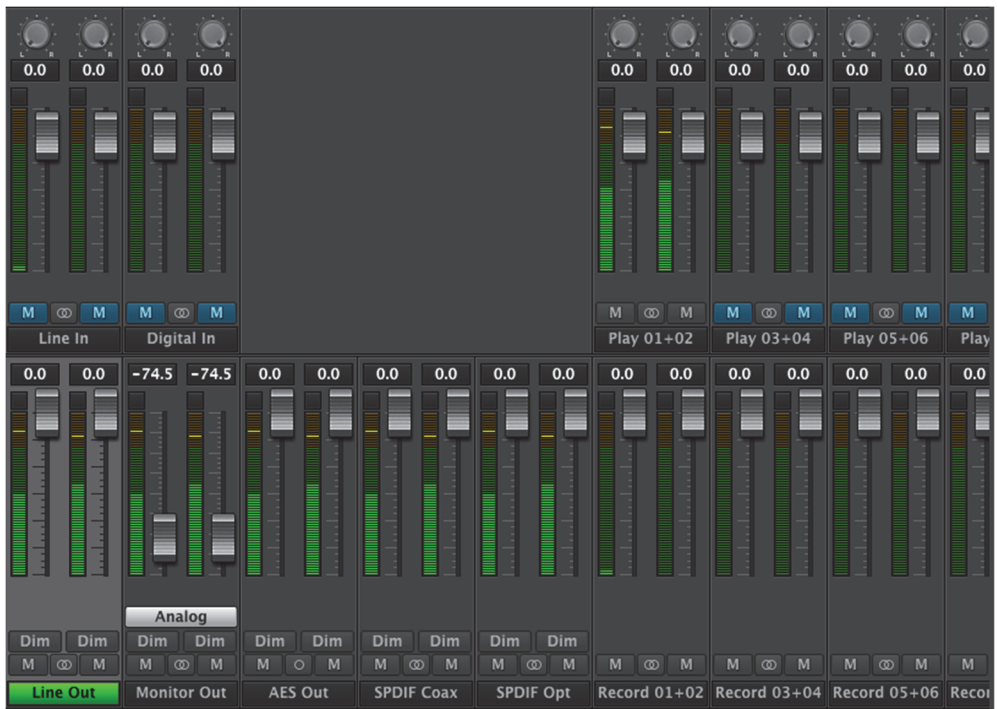 L R L R L R L R L R L R L R L R L R L R L
0.0 0.0 0.0 0.0 0.0 0.0 0.0 0.0 0.0 0.0 0.0
M M M M M M M M M M M
Line In Digital In Play 01+02 Play 03+04 Play 05+06 Play
0.0 0.0 -74.5 -74.5 0.0 0.0 0.0 0.0 0.0 0.0 0.0 0.0 0.0 0.0 0.0 0.0 0.0
Analog
Dim Dim Dim Dim Dim Dim Dim Dim Dim Dim
M M M M M M M M M M M M M M M M M
Line Out Monitor Out AES Out SPDIF Coax SPDIF Opt Record 01+02 Record 03+04 Record 05+06 Reco